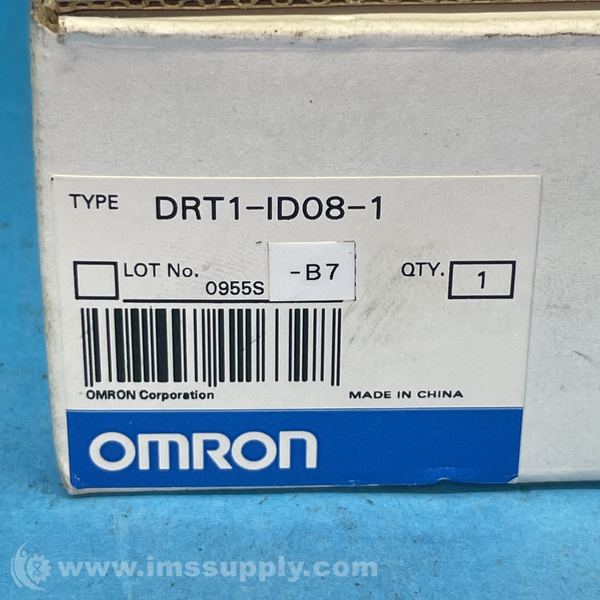 TYPE DRT1-ID08-1
LOT No. 0955S -B7 QTY. 1
OMRON Corporation MADE IN CHINA
OMRON
www.imssupply.com